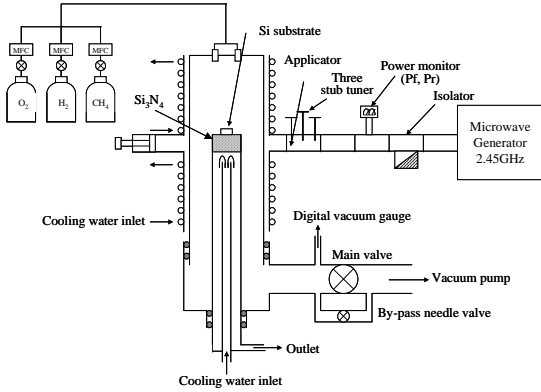 Si substrate
MFC MFC MFC
Applicator
Three
stub tuner
Power monitor
(Pf, Pr)
Isolator
O2 H2 CH4
Si3N4
Microwave
Generator
2.45GHz
Cooling water inlet
Digital vacuum gauge
Main valve
Vacuum pump
By-pass needle valve
Outlet
Cooling water inlet